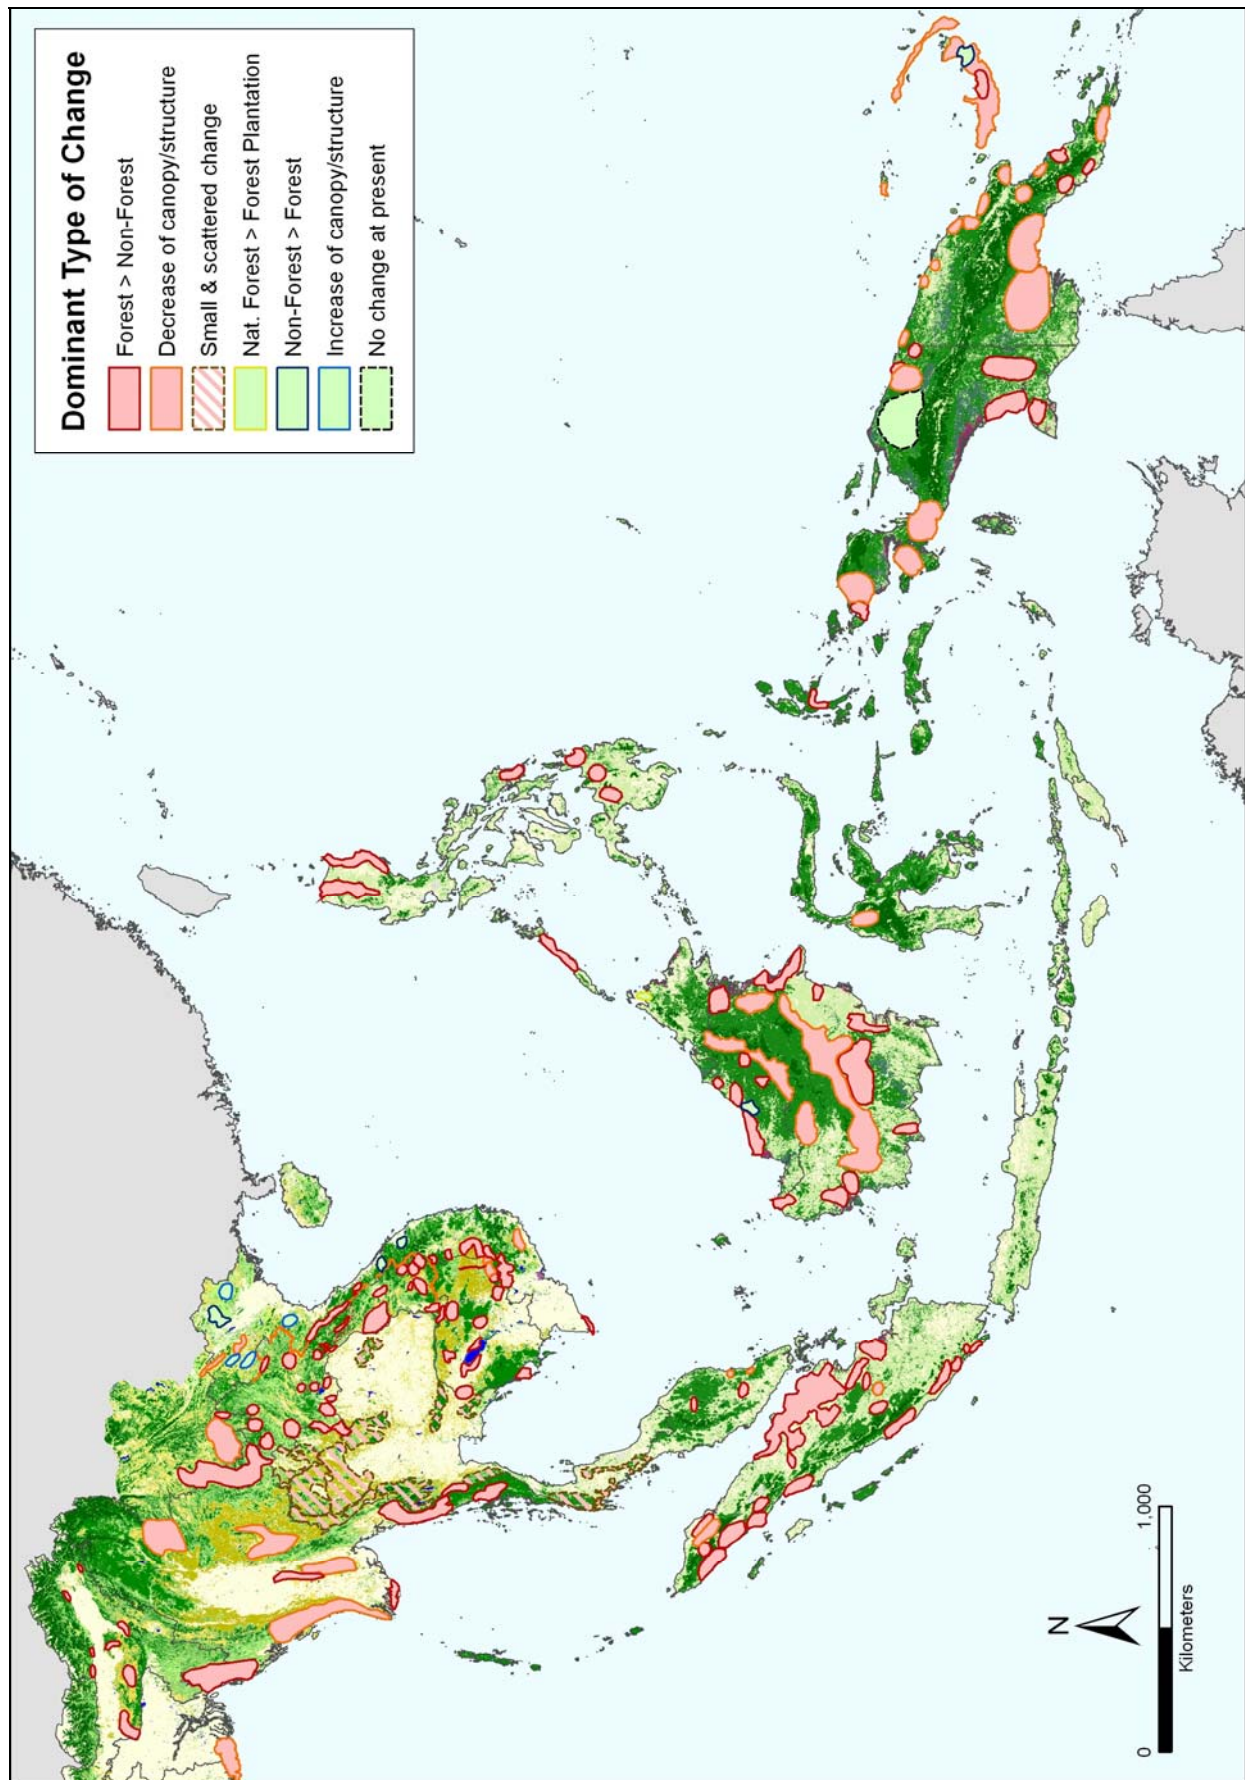 Dominant Type of Change
Forest > Non-Forest
Decrease of canopy/structure
Small & scattered change
Nat. Forest > Forest Plantation
Non-Forest > Forest
Increase of canopy/structure
No change at present
N
0
1,000
Kilometers